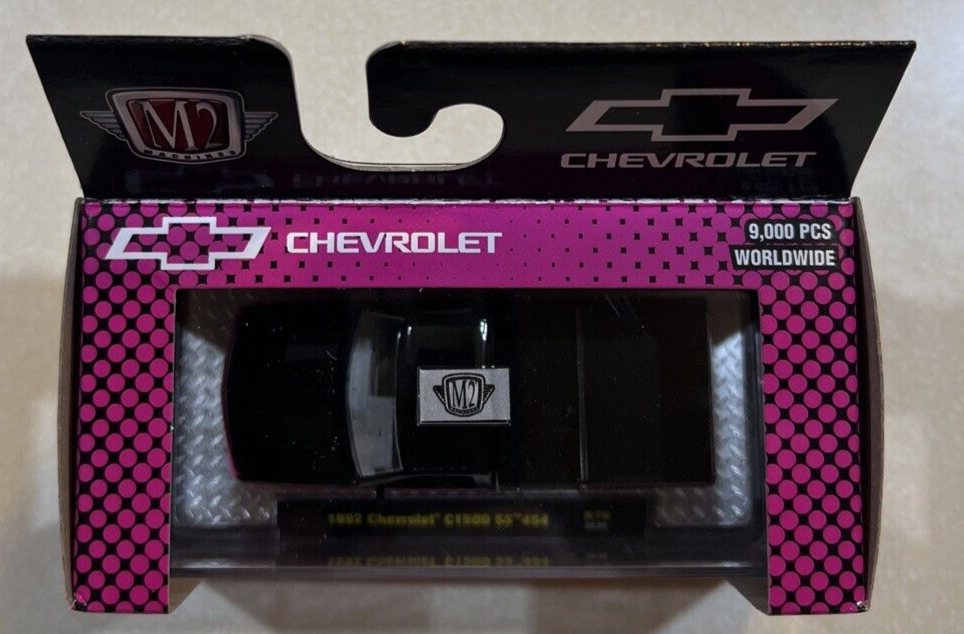 M2
MACHINES
CHEVROLET
CHEVROLET
9,000 PCS
WORLDWIDE
M2
1992 Chevrolet C1500 SS 454